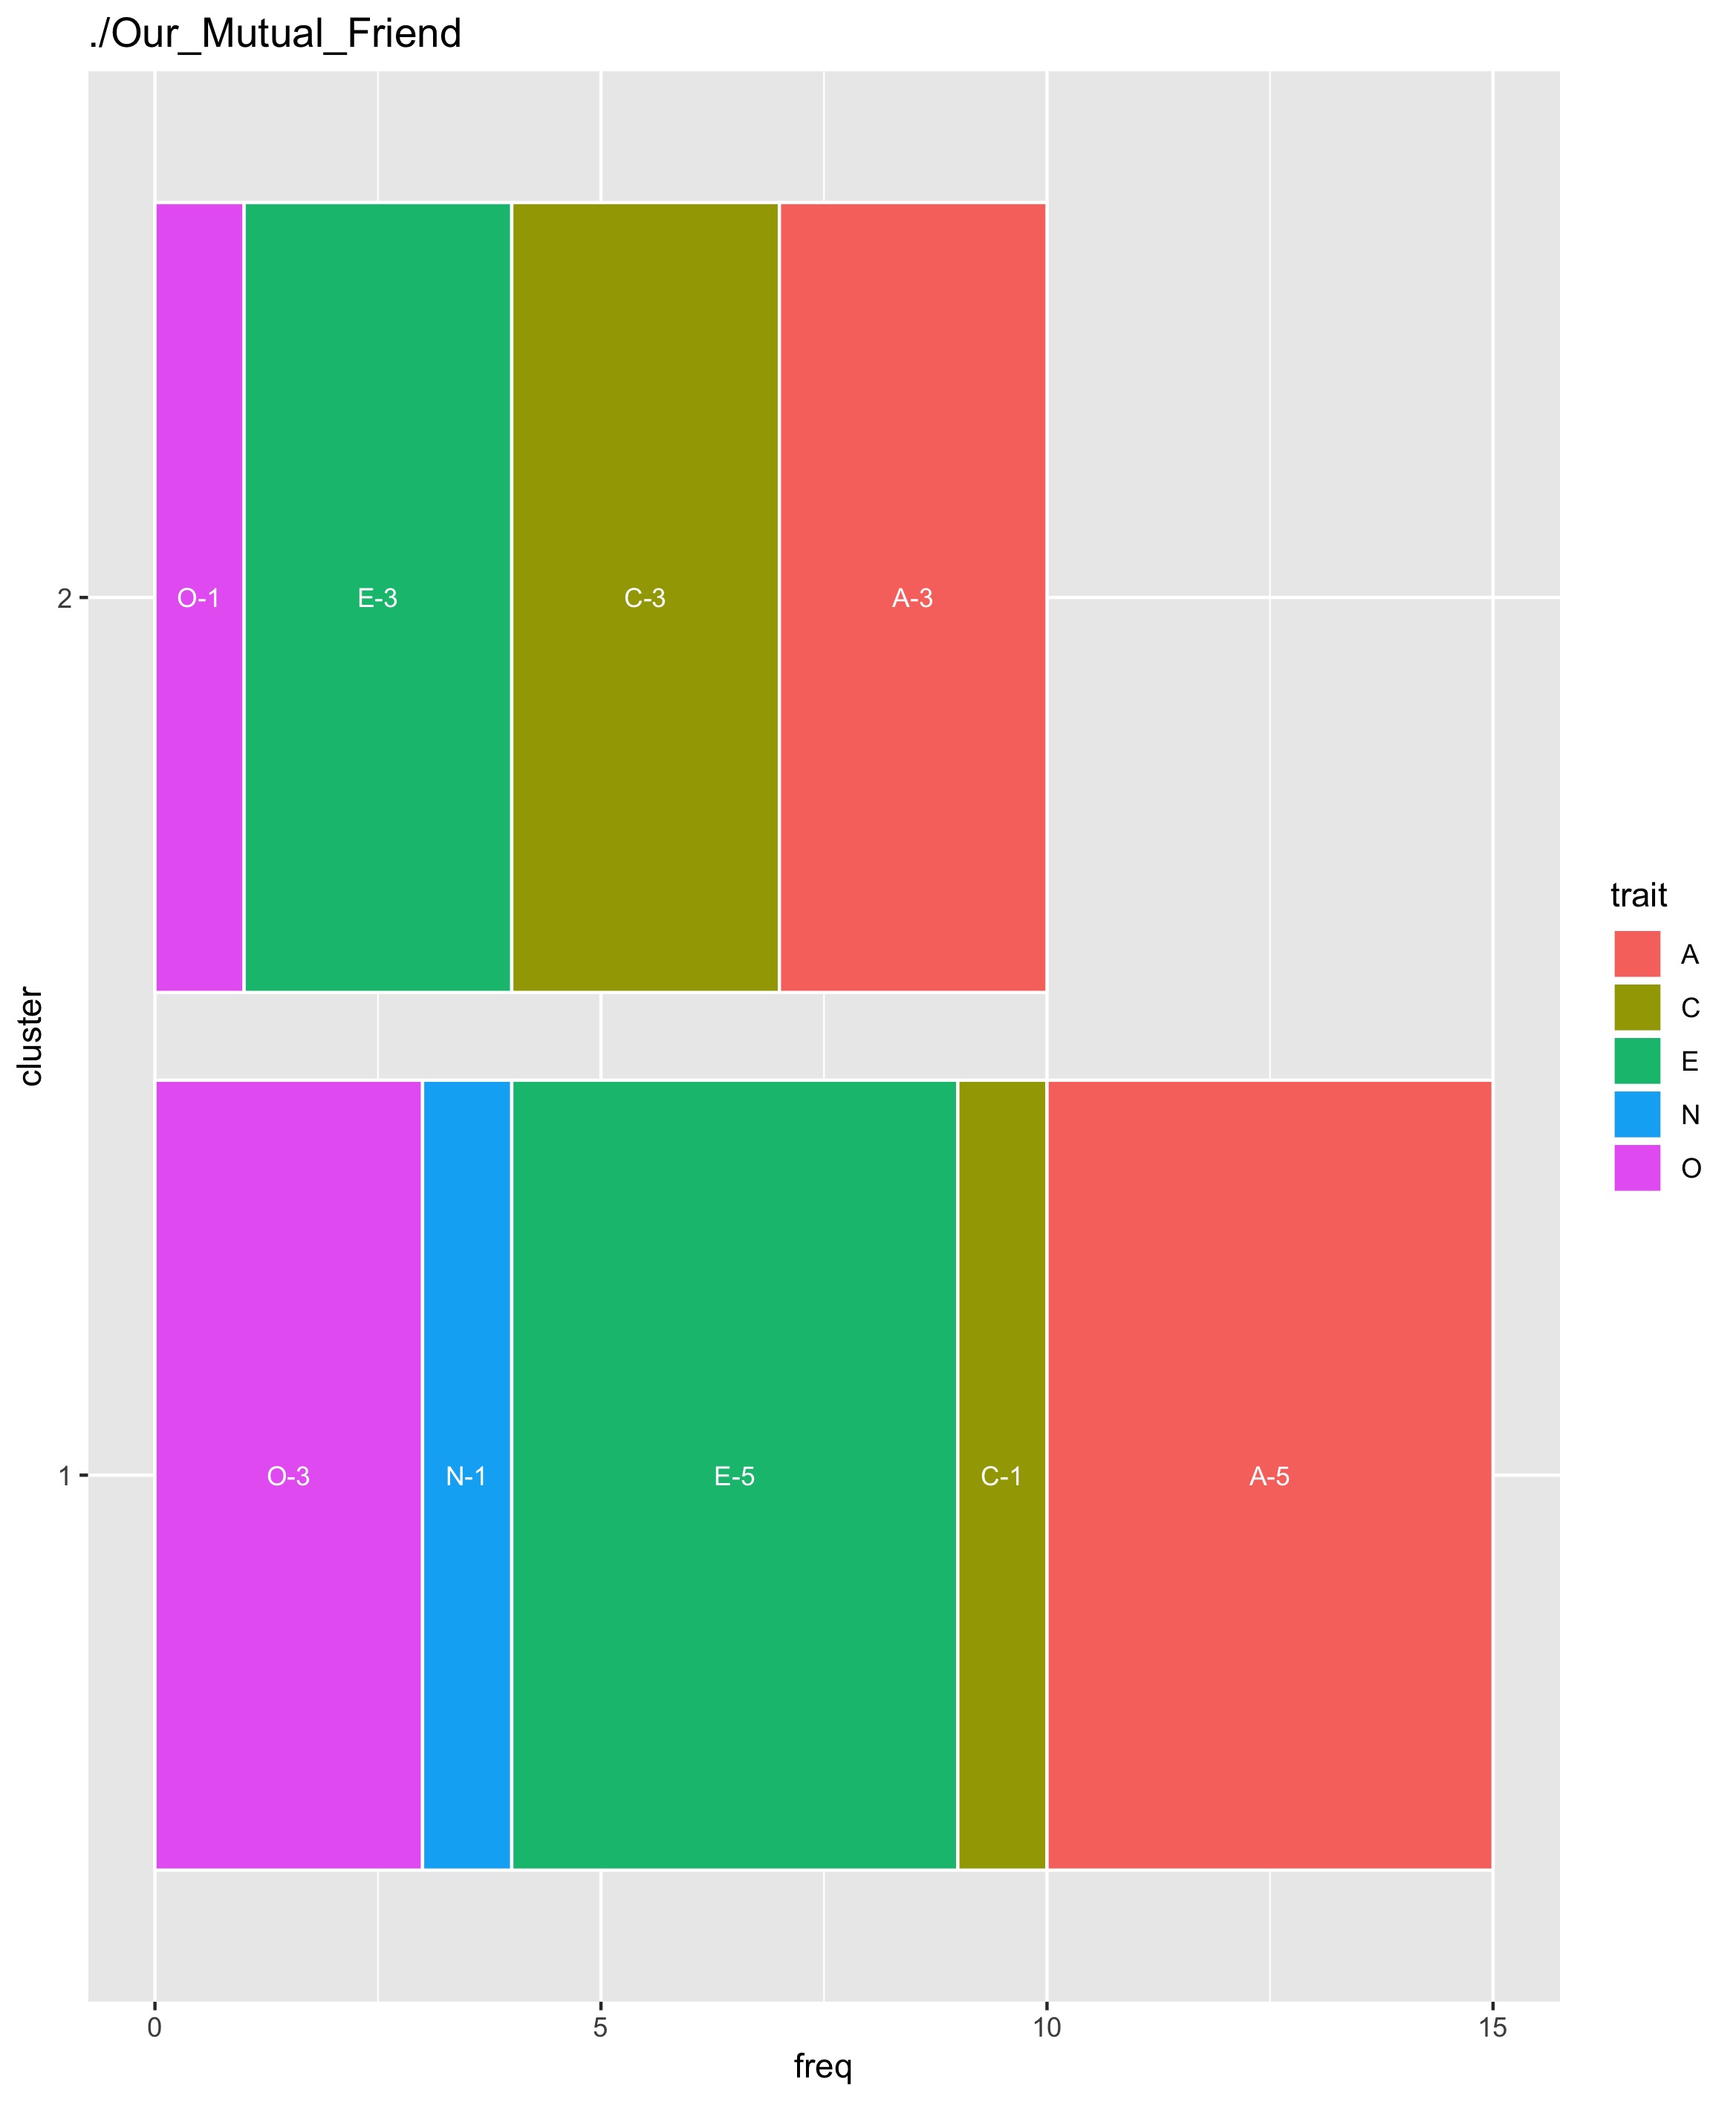 ./Our_Mutual_Friend
2
O-1 E-3 C-3 A-3
cluster
1
O-3 N-1 E-5 C-1 A-5
0 5 10 15
freq
trait
A
C
E
N
O